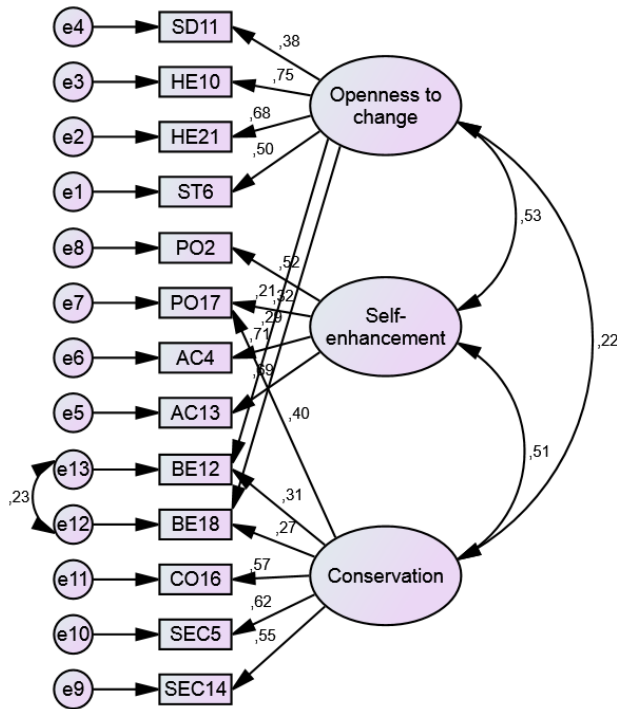 e4
SD11
,38
e3
HE10
,75
Openness to
change
e2
HE21
,68
e1
ST6
,50
e8
PO2
,52
,53
e7
PO17
,21
,32
,29
Self-
enhancement
,22
e6
AC4
,71
,69
e5
AC13
,40
e13
BE12
,51
,23
,31
e12
BE18
,27
e11
CO16
,57
Conservation
e10
SEC5
,62
,55
e9
SEC14